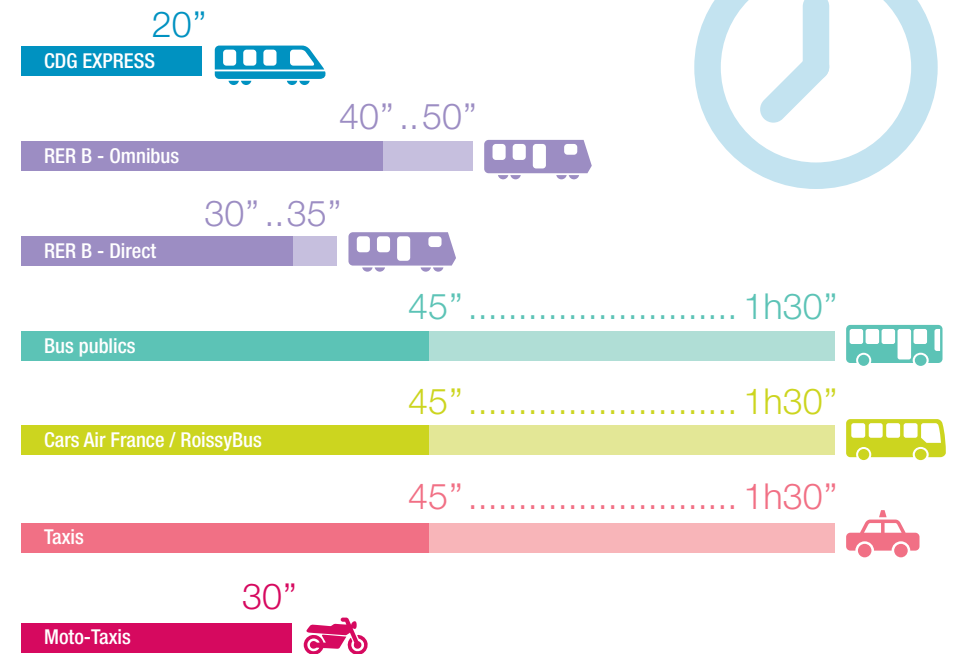 20”
CDG EXPRESS
40” ..50”
RER B - Omnibus
30” ..35”
RER B - Direct
45” ........................... 1h30”
Bus publics
45” ........................... 1h30”
Cars Air France / RoissyBus
45” ........................... 1h30”
Taxis
30”
Moto-Taxis